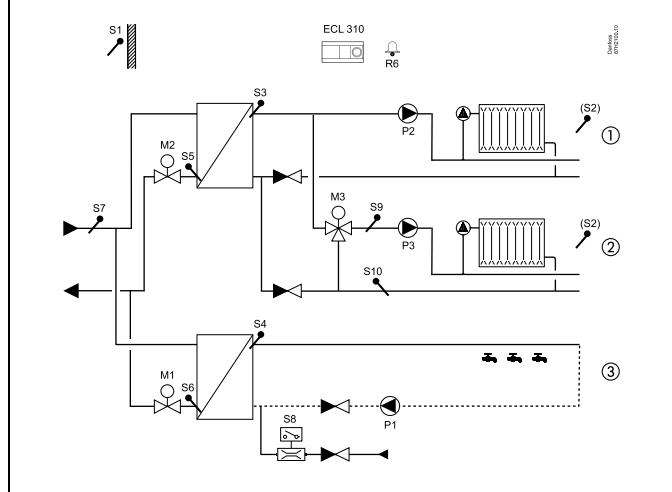 S1
ECL 310
R6
Danfoss
87H2100.10
S3
P2
(S2)
1
M2
S5
S7
M3
S9
P3
(S2)
2
S10
S4
3
M1
S6
P1
S8